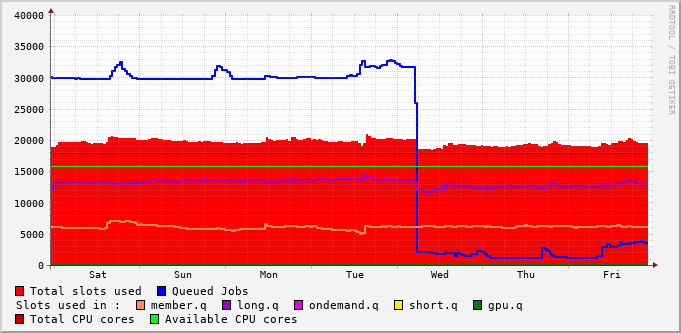 40000
35000
30000
25000
20000
15000
10000
5000
0
Sat Sun Mon Tue Wed Thu Fri
RRDTOOL / TOBI OETIKER
Total slots used Queued Jobs
Slots used in : member.q long.q ondemand.q short.q gpu.q
Total CPU cores Available CPU cores